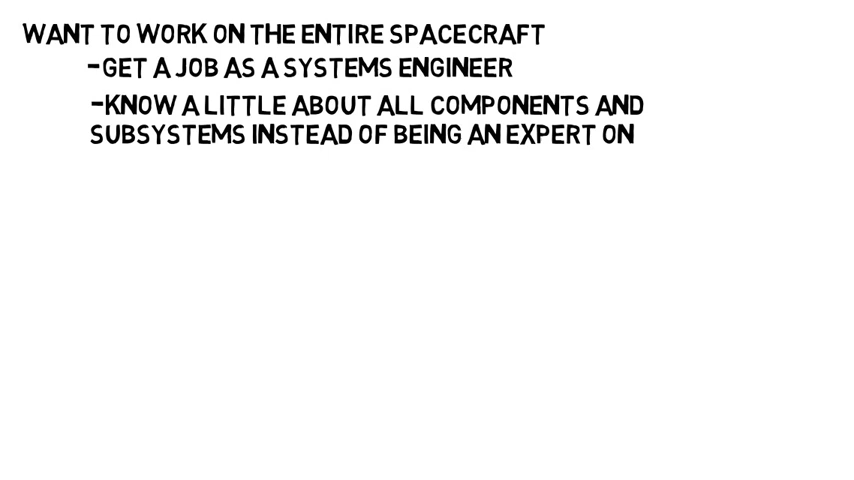 WANT TO WORK ON THE ENTIRE SPACECRAFT
-GET A JOB AS A SYSTEMS ENGINEER
-KNOW A LITTLE ABOUT ALL COMPONENTS AND
SUBSYSTEMS INSTEAD OF BEING AN EXPERT ON